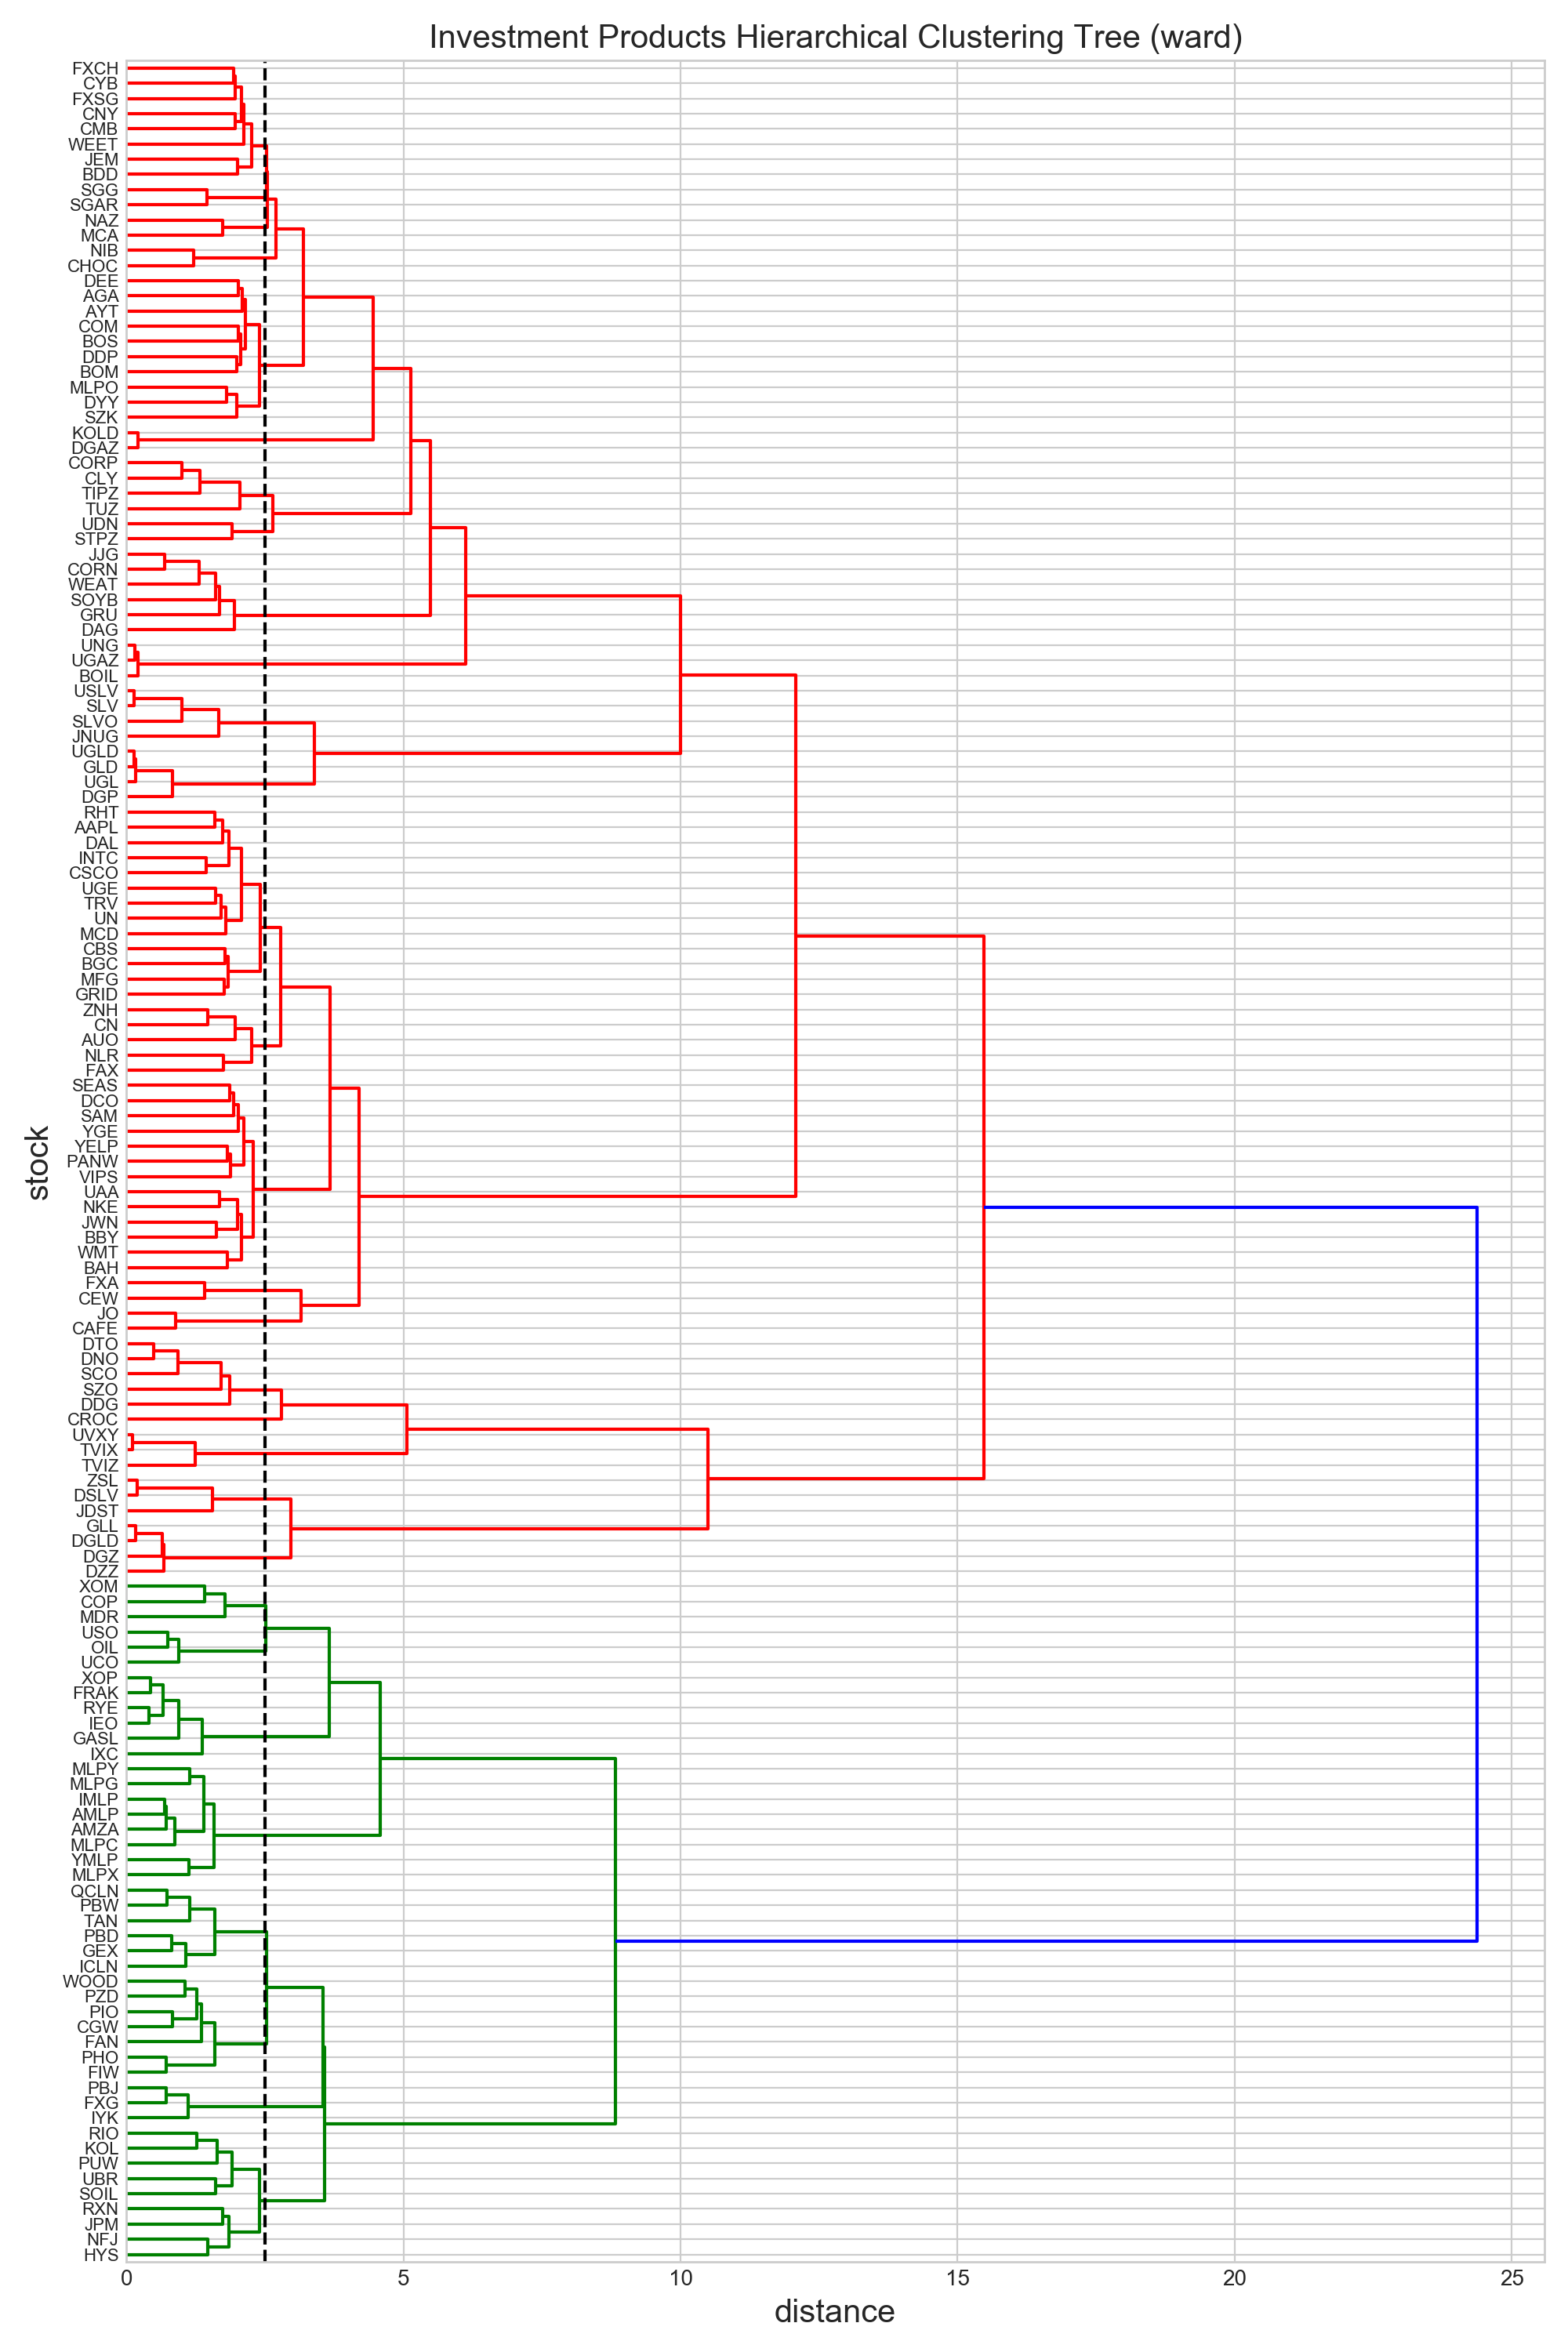 Investment Products Hierarchical Clustering Tree (ward)
FXCH
CYB
FXSG
CNY
CMB
WEET
JEM
BDD
SGG
SGAR
NAZ
MCA
NIB
CHOC
DEE
AGA
AYT
COM
BOS
DDP
BOM
MLPO
DYY
SZK
KOLD
DGAZ
CORP
CLY
TIPZ
TUZ
UDN
STPZ
JJG
CORN
WEAT
SOYB
GRU
DAG
UNG
UGAZ
BOIL
USLV
SLV
SLVO
JNUG
UGLD
GLD
UGL
DGP
RHT
AAPL
DAL
INTC
CSCO
UGE
TRV
UN
MCD
CBS
BGC
MFG
GRID
ZNH
CN
AUO
NLR
FAX
SEAS
DCO
SAM
YGE
YELP
PANW
VIPS
UAA
NKE
JWN
BBY
WMT
BAH
FXA
CEW
JO
CAFE
DTO
DNO
SCO
SZO
DDG
CROC
UVXY
TVIX
TVIZ
ZSL
DSLV
JDST
GLL
DGLD
DGZ
DZZ
XOM
COP
MDR
USO
OIL
UCO
XOP
FRAK
RYE
IEO
GASL
IXC
MLPY
MLPG
IMLP
AMLP
AMZA
MLPC
YMLP
MLPX
QCLN
PBW
TAN
PBD
GEX
ICLN
WOOD
PZD
PIO
CGW
FAN
PHO
FIW
PBJ
FXG
IYK
RIO
KOL
PUW
UBR
SOIL
RXN
JPM
NFJ
HYS
stock
0 5 10 15 20 25
distance